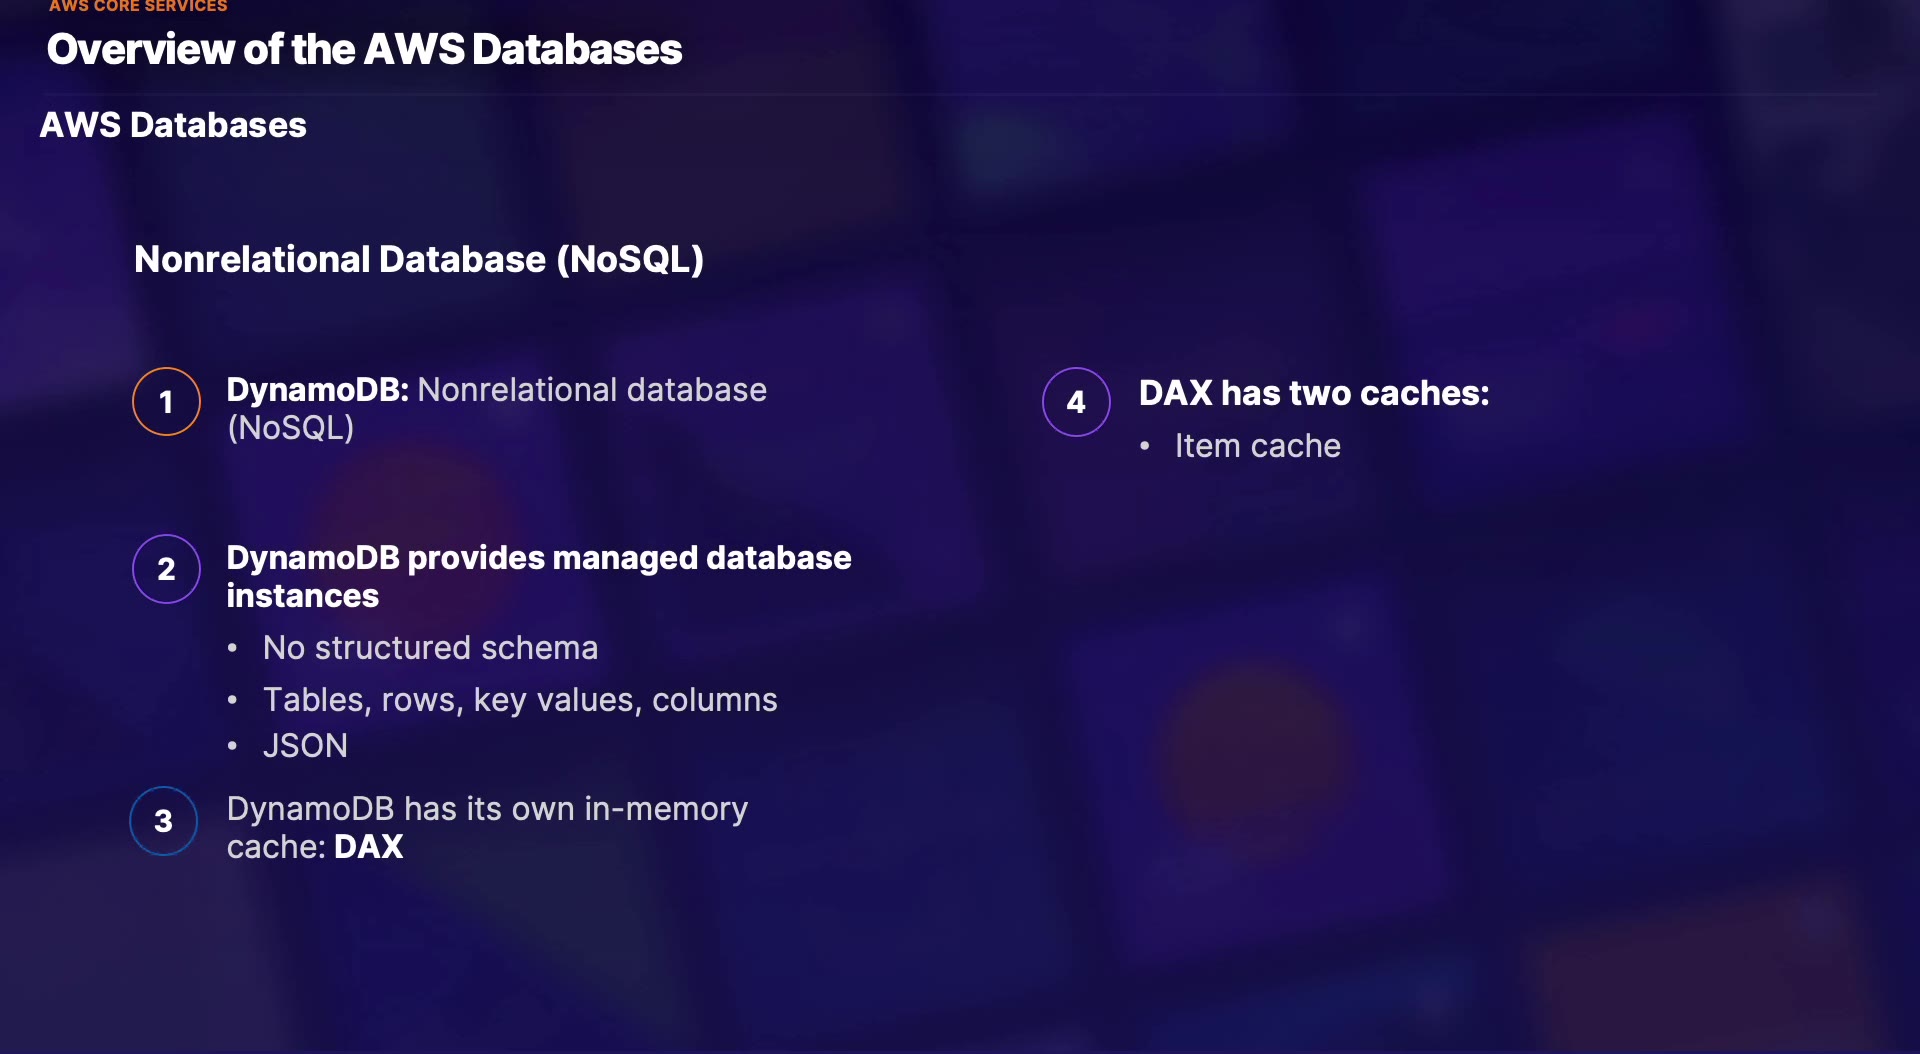 AWS CORE SERVICES
Overview of the AWS Databases
AWS Databases
Nonrelational Database (NoSQL)
1
DynamoDB: Nonrelational database
(NoSQL)
2
DynamoDB provides managed database
instances
• No structured schema
• Tables, rows, key values, columns
• JSON
3
DynamoDB has its own in-memory
cache: DAX
4
DAX has two caches:
• Item cache